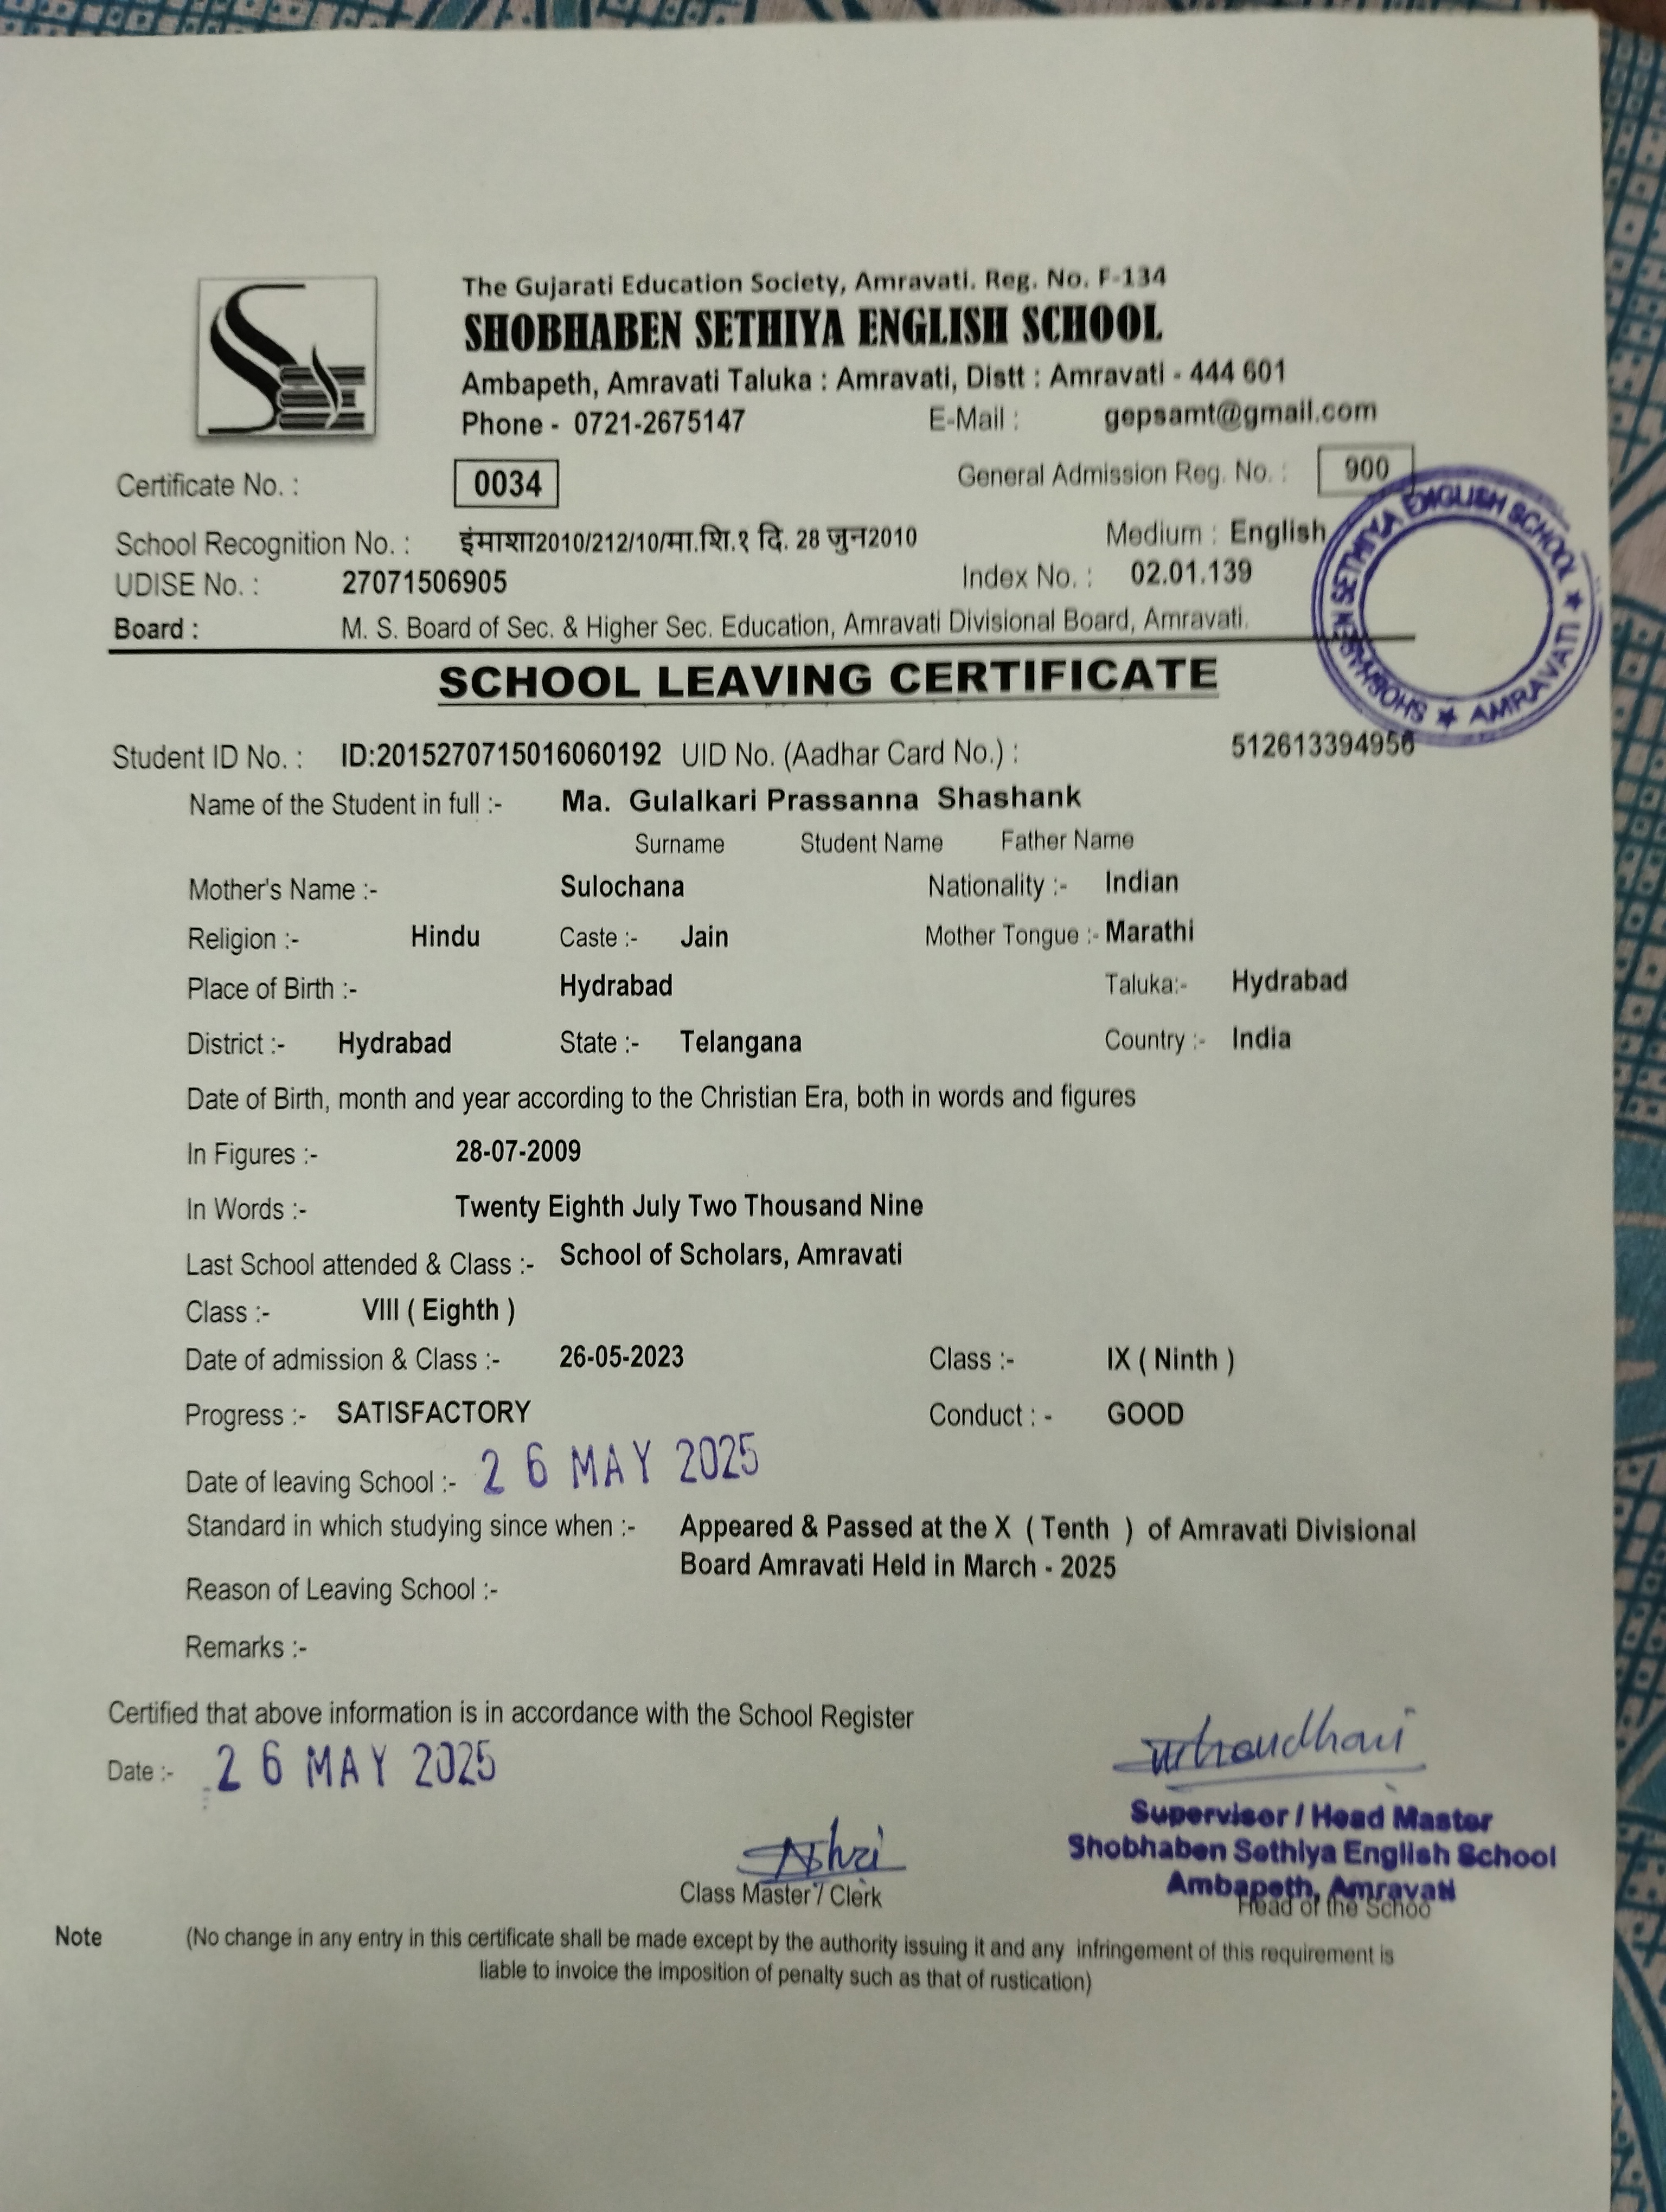 The Gujarati Education Society, Amravati. Reg. No. F-134
SHOBHABEN SETHIYA ENGLISH SCHOOL
Ambapeth, Amravati Taluka : Amravati, Distt : Amravati - 444 601
Phone - 0721-2675147 E-Mail : gepsamt@gmail.com
Certificate No. : 0034 General Admission Reg. No. : 900
School Recognition No. : इंमाशा2010/212/10/मा.शि.१ दि. 28 जुन2010 Medium : English
UDISE No. : 27071506905 Index No. : 02.01.139
Board : M. S. Board of Sec. & Higher Sec. Education, Amravati Divisional Board, Amravati.
SHOBHABEN SETHIYA ENGLISH SCHOOL ★ AMRAVATI ★
SCHOOL LEAVING CERTIFICATE
Student ID No. : ID:2015270715016060192 UID No. (Aadhar Card No.) : 512613394956
Name of the Student in full :- Ma. Gulalkari Prassanna Shashank
Surname Student Name Father Name
Mother's Name :- Sulochana Nationality :- Indian
Religion :- Hindu Caste :- Jain Mother Tongue :- Marathi
Place of Birth :- Hydrabad Taluka:- Hydrabad
District :- Hydrabad State :- Telangana Country :- India
Date of Birth, month and year according to the Christian Era, both in words and figures
In Figures :- 28-07-2009
In Words :- Twenty Eighth July Two Thousand Nine
Last School attended & Class :- School of Scholars, Amravati
Class :- VIII ( Eighth )
Date of admission & Class :- 26-05-2023 Class :- IX ( Ninth )
Progress :- SATISFACTORY Conduct : - GOOD
Date of leaving School :- 26 MAY 2025
Standard in which studying since when :- Appeared & Passed at the X ( Tenth ) of Amravati Divisional
Board Amravati Held in March - 2025
Reason of Leaving School :-
Remarks :-
Certified that above information is in accordance with the School Register
Date :- 26 MAY 2025
Supervisor / Head Master
Shobhaben Sethiya English School
Ambapeth, Amravati
Class Master / Clerk Head of the Schoo
Note (No change in any entry in this certificate shall be made except by the authority issuing it and any infringement of this requirement is
liable to invoice the imposition of penalty such as that of rustication)